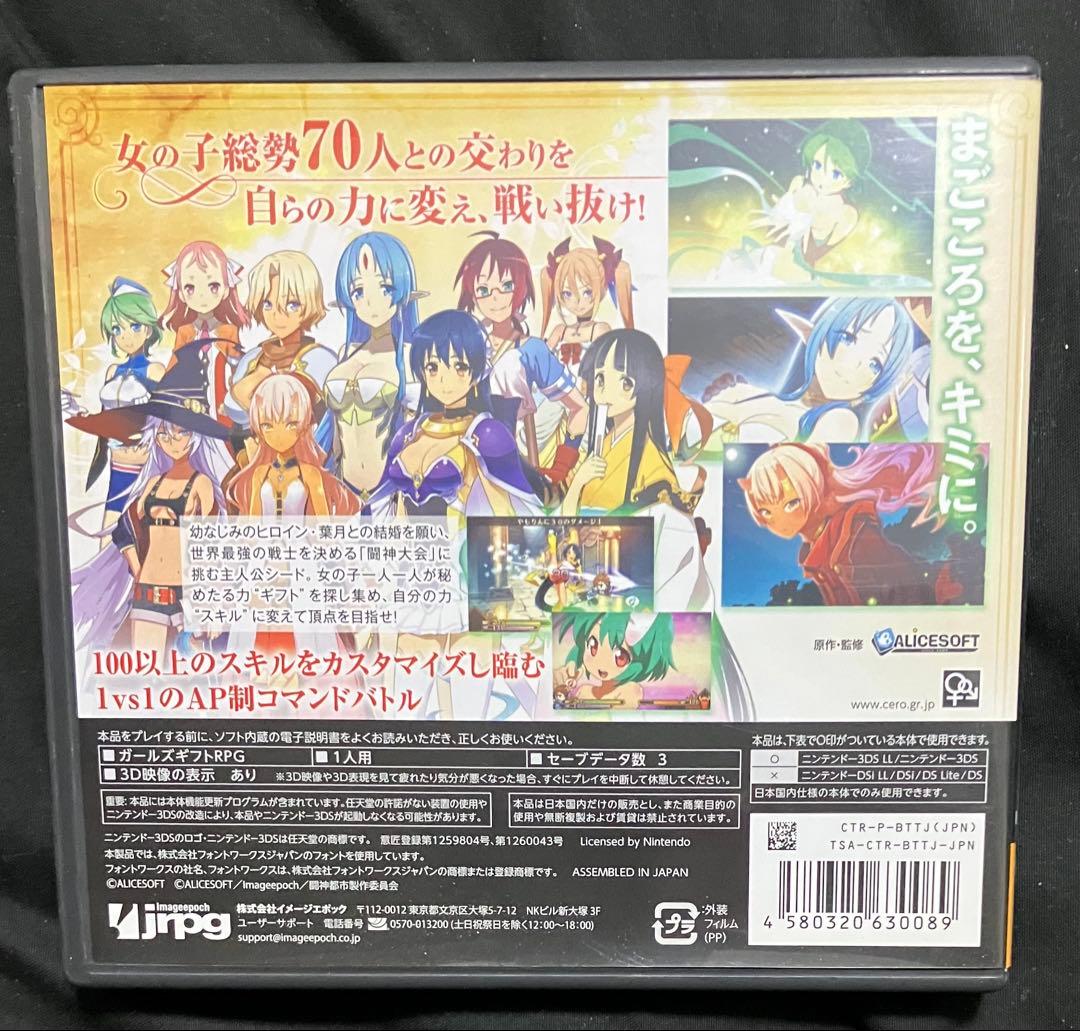 女の子総勢70人との交わりを
自らの力に変え、戦い抜け!
まごころを、キミに。
幼なじみのヒロイン・葉月との結婚を願い、
世界最強の戦士を決める「闘神大会」に
挑む主人公シード。女の子一人一人が秘
めたる力“ギフト”を探し集め、自分の力
“スキル”に変えて頂点を目指せ!
やもりんに30のダメージ!
100以上のスキルをカスタマイズし臨む
1vs1のAP制コマンドバトル
原作・監修 ALICESOFT
www.cero.gr.jp
本品をプレイする前に、ソフト内蔵の電子説明書をよくお読みいただき、正しくお使いください。
■ガールズギフトRPG ■1人用 ■セーブデータ数 3
■3D映像の表示 あり ※3D映像や3D表現を見て疲れたり気分が悪くなった場合、すぐにプレイを中断して休憩してください。
重要:本品には本体機能更新プログラムが含まれています。任天堂の許諾がない装置の使用や
ニンテンドー3DSの改造により、本品やニンテンドー3DSが起動しなくなる可能性があります。
本品は日本国内だけの販売とし、また商業目的の
使用や無断複製および賃貸は禁止されています。
本品は、下表で○印がついている本体で使用できます。
○ ニンテンドー3DS LL/ニンテンドー3DS
× ニンテンドーDSi LL/DSi/DS Lite/DS
日本国内仕様の本体でのみ使用できます。
ニンテンドー3DSのロゴ・ニンテンドー3DSは任天堂の商標です。 意匠登録第1259804号、第1260043号 Licensed by Nintendo
本製品では、株式会社フォントワークスジャパンのフォントを使用しています。
フォントワークスの社名、フォントワークスは、株式会社フォントワークスジャパンの商標または登録商標です。 ASSEMBLED IN JAPAN
©ALICESOFT ©ALICESOFT/Imageepoch/闘神都市製作委員会
imageepoch
jrpg
株式会社イメージエポック 〒112-0012 東京都文京区大塚5-7-12 NKビル新大塚 3F
ユーザーサポート 電話番号 0570-013200 (土日祝祭日を除く12:00〜18:00)
support@imageepoch.co.jp
プラ
:外装
フィルム
(PP)
CTR-P-BTTJ(JPN)
TSA-CTR-BTTJ-JPN
4 580320 630089